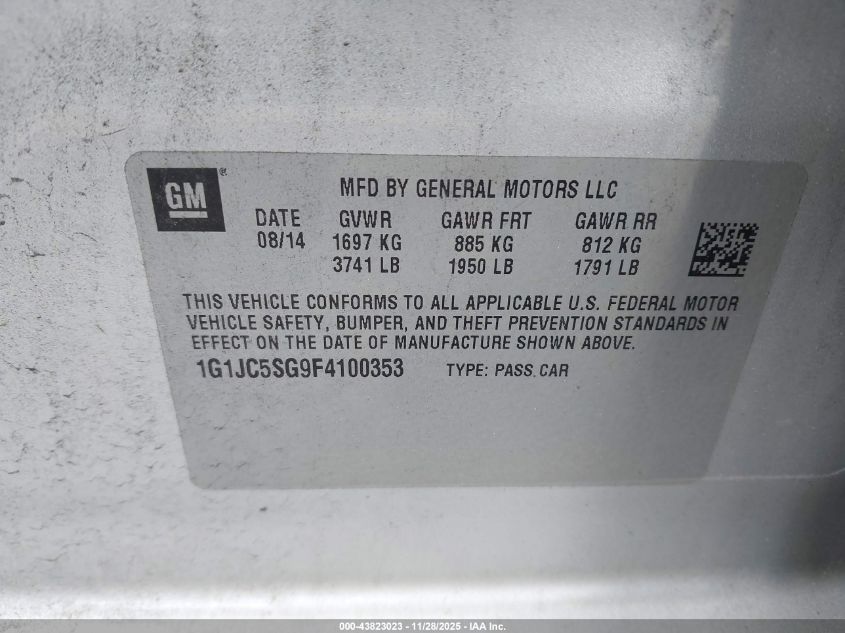 GM®
MFD BY GENERAL MOTORS LLC
DATE GVWR GAWR FRT GAWR RR
08/14 1697 KG 885 KG 812 KG
3741 LB 1950 LB 1791 LB
THIS VEHICLE CONFORMS TO ALL APPLICABLE U.S. FEDERAL MOTOR
VEHICLE SAFETY, BUMPER, AND THEFT PREVENTION STANDARDS IN
EFFECT ON THE DATE OF MANUFACTURE SHOWN ABOVE.
1G1JC5SG9F4100353 TYPE: PASS. CAR
000-43823023 - 11/28/2025 - IAA Inc.